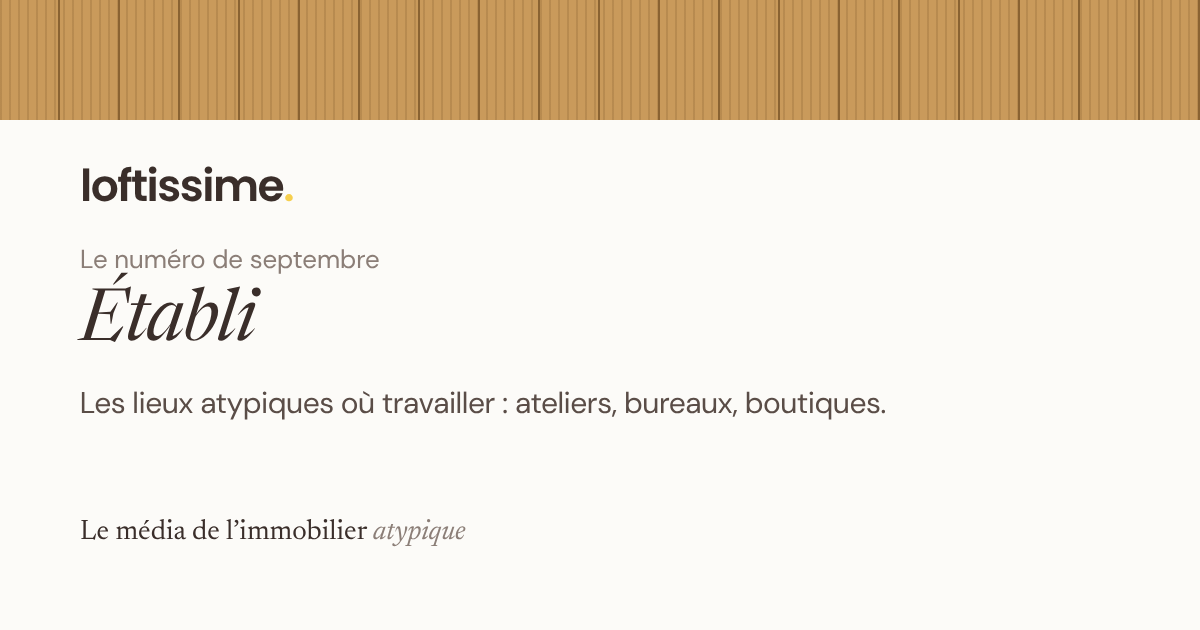 loftissime.
Le numéro de septembre
Établi
Les lieux atypiques où travailler : ateliers, bureaux, boutiques.
Le média de l’immobilier atypique